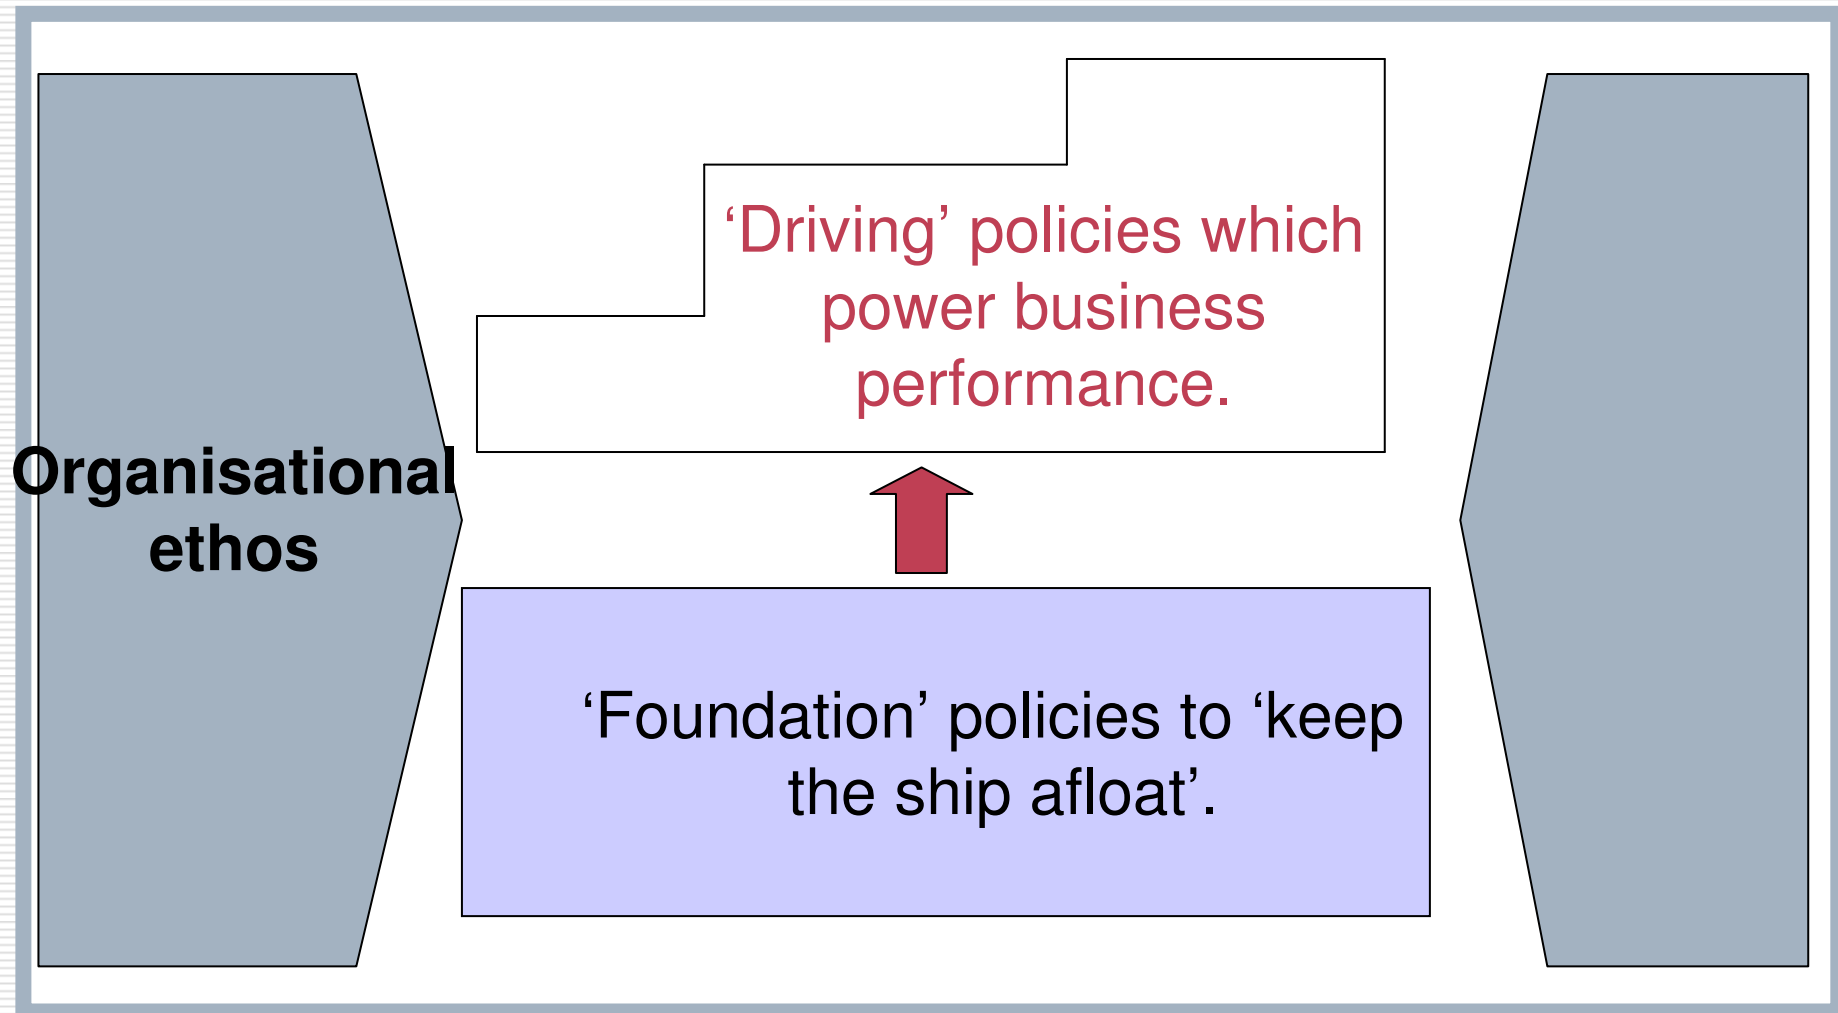 ‘Driving’ policies which
power business
performance.
Organisational
ethos
‘Foundation’ policies to ‘keep
the ship afloat’.